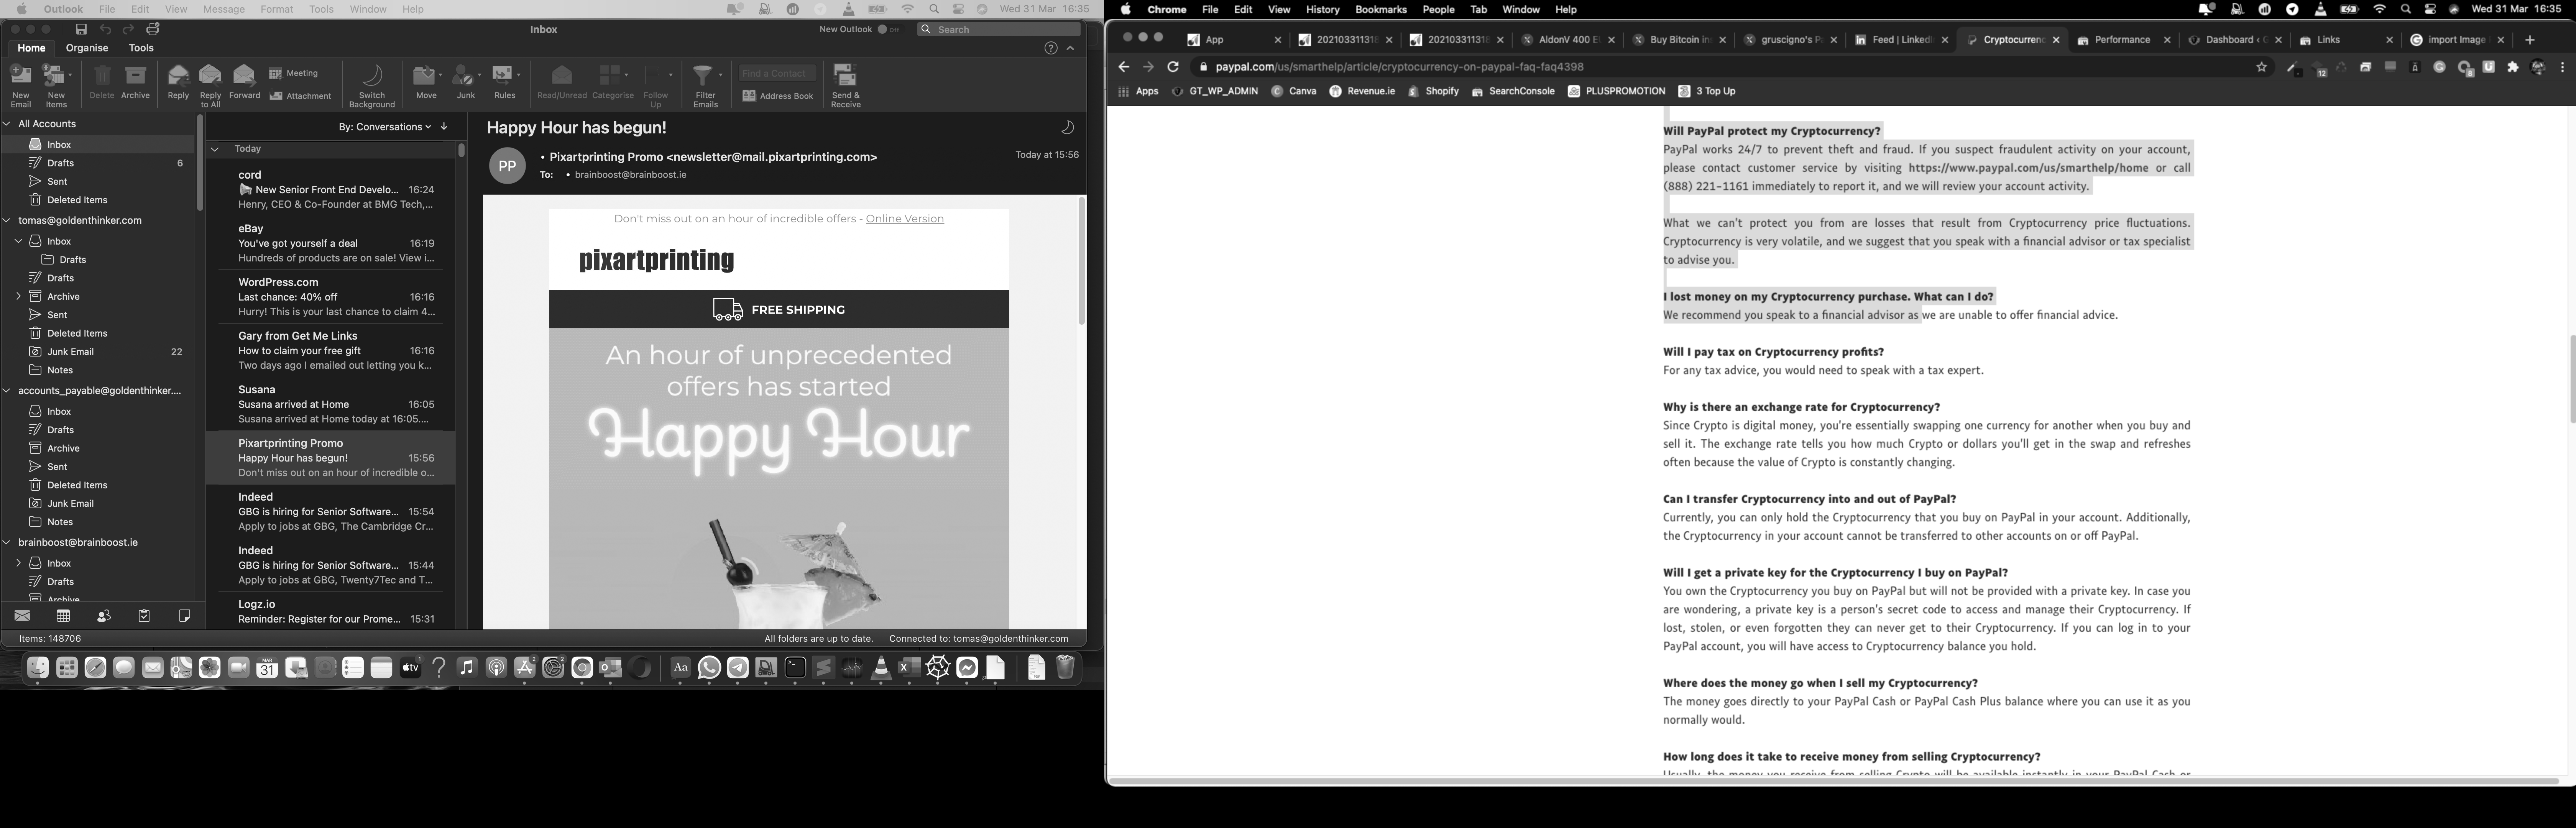 Outlook File Edit View Message Format Tools Window Help Wed 31 Mar 16:35
Inbox New Outlook Off Search
Home Organise Tools
New Email New Items Delete Archive Reply Reply to All Forward Meeting Attachment Switch Background Move Junk Rules Read/Unread Categorise Follow Up Filter Emails Find a Contact Address Book Send & Receive
All Accounts
Inbox
Drafts 6
Sent
Deleted Items
tomas@goldenthinker.com
Inbox
Drafts
Drafts
Archive
Sent
Deleted Items
Junk Email 22
Notes
accounts_payable@goldenthinker....
Inbox
Drafts
Archive
Sent
Deleted Items
Junk Email
Notes
brainboost@brainboost.ie
Inbox
Drafts
Archive
By: Conversations
Today
cord
New Senior Front End Develo... 16:24
Henry, CEO & Co-Founder at BMG Tech,...
eBay
You've got yourself a deal 16:19
Hundreds of products are on sale! View i...
WordPress.com
Last chance: 40% off 16:16
Hurry! This is your last chance to claim 4...
Gary from Get Me Links
How to claim your free gift 16:16
Two days ago I emailed out letting you k...
Susana
Susana arrived at Home 16:05
Susana arrived at Home today at 16:05....
Pixartprinting Promo
Happy Hour has begun! 15:56
Don't miss out on an hour of incredible o...
Indeed
GBG is hiring for Senior Software... 15:54
Apply to jobs at GBG, The Cambridge Cr...
Indeed
GBG is hiring for Senior Software... 15:44
Apply to jobs at GBG, Twenty7Tec and T...
Logz.io
Reminder: Register for our Prome... 15:31
Happy Hour has begun!
PP
• Pixartprinting Promo <newsletter@mail.pixartprinting.com> Today at 15:56
To: • brainboost@brainboost.ie
Don't miss out on an hour of incredible offers - Online Version
pixartprinting
FREE SHIPPING
An hour of unprecedented
offers has started
Happy Hour
Items: 148706 All folders are up to date. Connected to: tomas@goldenthinker.com
MAR 31 tv Aa
Chrome File Edit View History Bookmarks People Tab Window Help Wed 31 Mar 16:35
App 20210331131 20210331131 AldonV 400 E Buy Bitcoin in gruscigno's P Feed | LinkedI Cryptocurrenc Performance Dashboard ‹ G Links import Image
paypal.com/us/smarthelp/article/cryptocurrency-on-paypal-faq-faq4398
Apps GT_WP_ADMIN Canva Revenue.ie Shopify SearchConsole PLUSPROMOTION 3 Top Up
Will PayPal protect my Cryptocurrency?
PayPal works 24/7 to prevent theft and fraud. If you suspect fraudulent activity on your account,
please contact customer service by visiting https://www.paypal.com/us/smarthelp/home or call
(888) 221-1161 immediately to report it, and we will review your account activity.
What we can't protect you from are losses that result from Cryptocurrency price fluctuations.
Cryptocurrency is very volatile, and we suggest that you speak with a financial advisor or tax specialist
to advise you.
I lost money on my Cryptocurrency purchase. What can I do?
We recommend you speak to a financial advisor as we are unable to offer financial advice.
Will I pay tax on Cryptocurrency profits?
For any tax advice, you would need to speak with a tax expert.
Why is there an exchange rate for Cryptocurrency?
Since Crypto is digital money, you're essentially swapping one currency for another when you buy and
sell it. The exchange rate tells you how much Crypto or dollars you'll get in the swap and refreshes
often because the value of Crypto is constantly changing.
Can I transfer Cryptocurrency into and out of PayPal?
Currently, you can only hold the Cryptocurrency that you buy on PayPal in your account. Additionally,
the Cryptocurrency in your account cannot be transferred to other accounts on or off PayPal.
Will I get a private key for the Cryptocurrency I buy on PayPal?
You own the Cryptocurrency you buy on PayPal but will not be provided with a private key. In case you
are wondering, a private key is a person's secret code to access and manage their Cryptocurrency. If
lost, stolen, or even forgotten they can never get to their Cryptocurrency. If you can log in to your
PayPal account, you will have access to Cryptocurrency balance you hold.
Where does the money go when I sell my Cryptocurrency?
The money goes directly to your PayPal Cash or PayPal Cash Plus balance where you can use it as you
normally would.
How long does it take to receive money from selling Cryptocurrency?
Usually, the money you receive from selling Crypto will be available instantly in your PayPal Cash or